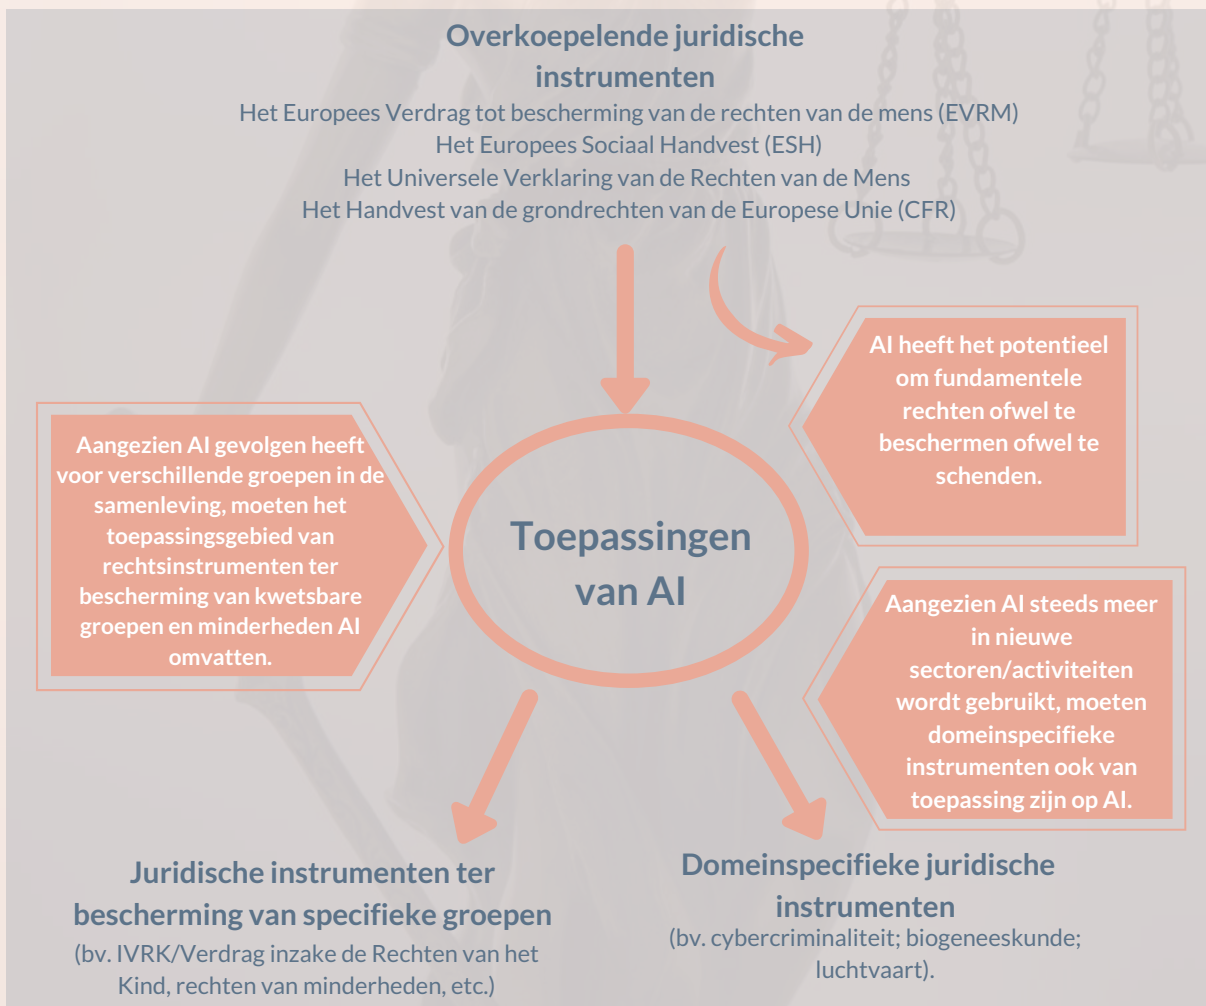 Overkoepelende juridische
instrumenten
Het Europees Verdrag tot bescherming van de rechten van de mens (EVRM)
Het Europees Sociaal Handvest (ESH)
Het Universele Verklaring van de Rechten van de Mens
Het Handvest van de grondrechten van de Europese Unie (CFR)
AI heeft het potentieel
om fundamentele
rechten ofwel te
beschermen ofwel te
schenden.
Aangezien AI gevolgen heeft
voor verschillende groepen in de
samenleving, moeten het
toepassingsgebied van
rechtsinstrumenten ter
bescherming van kwetsbare
groepen en minderheden AI
omvatten.
Toepassingen
van AI
Aangezien AI steeds meer
in nieuwe
sectoren/activiteiten
wordt gebruikt, moeten
domeinspecifieke
instrumenten ook van
toepassing zijn op AI.
Juridische instrumenten ter
bescherming van specifieke groepen
(bv. IVRK/Verdrag inzake de Rechten van het
Kind, rechten van minderheden, etc.)
Domeinspecifieke juridische
instrumenten
(bv. cybercriminaliteit; biogeneeskunde;
luchtvaart).